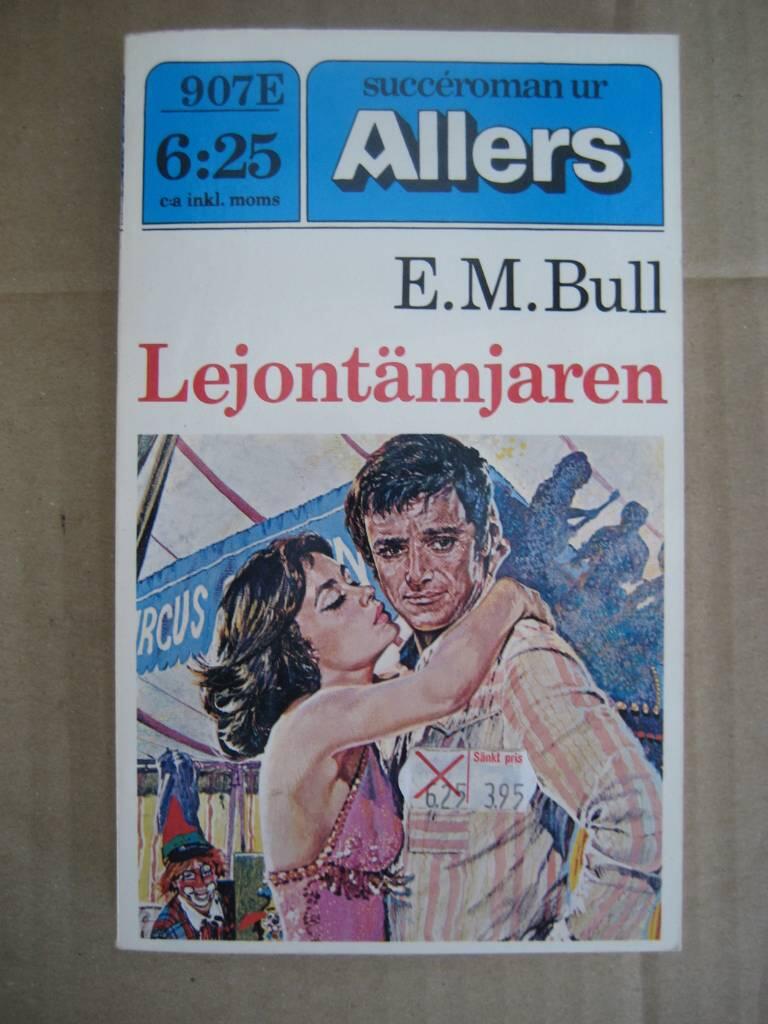 907E
6:25
c:a inkl. moms
succéroman ur
Allers
E.M.Bull
Lejontämjaren
RCUS
N
Sänkt pris
6.25 3.95